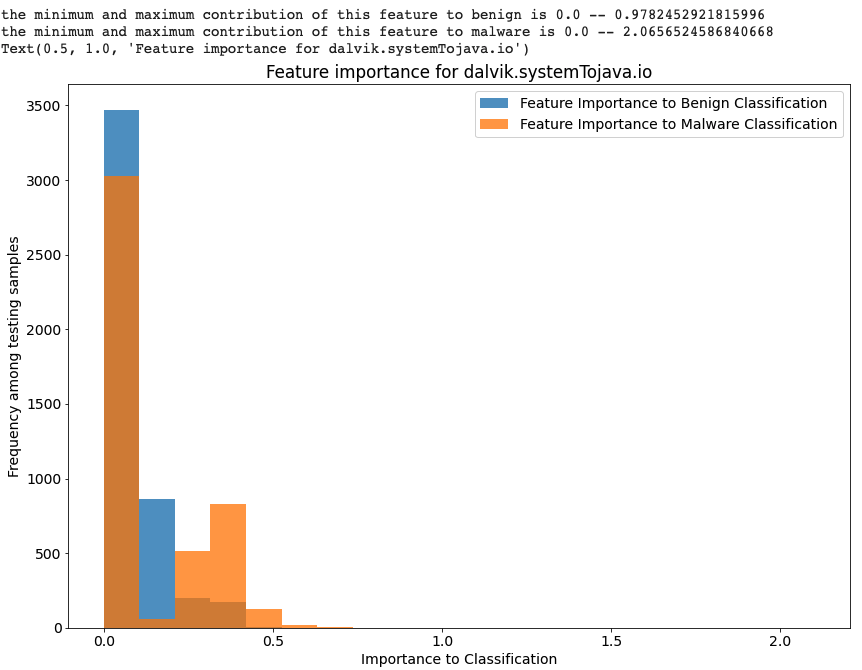 the minimum and maximum contribution of this feature to benign is 0.0 -- 0.9782452921815996
the minimum and maximum contribution of this feature to malware is 0.0 -- 2.0656524586840668
Text(0.5, 1.0, 'Feature importance for dalvik.systemTojava.io')
Feature importance for dalvik.systemTojava.io
Feature Importance to Benign Classification
Feature Importance to Malware Classification
Frequency among testing samples
3500
3000
2500
2000
1500
1000
500
0
0.0 0.5 1.0 1.5 2.0
Importance to Classification